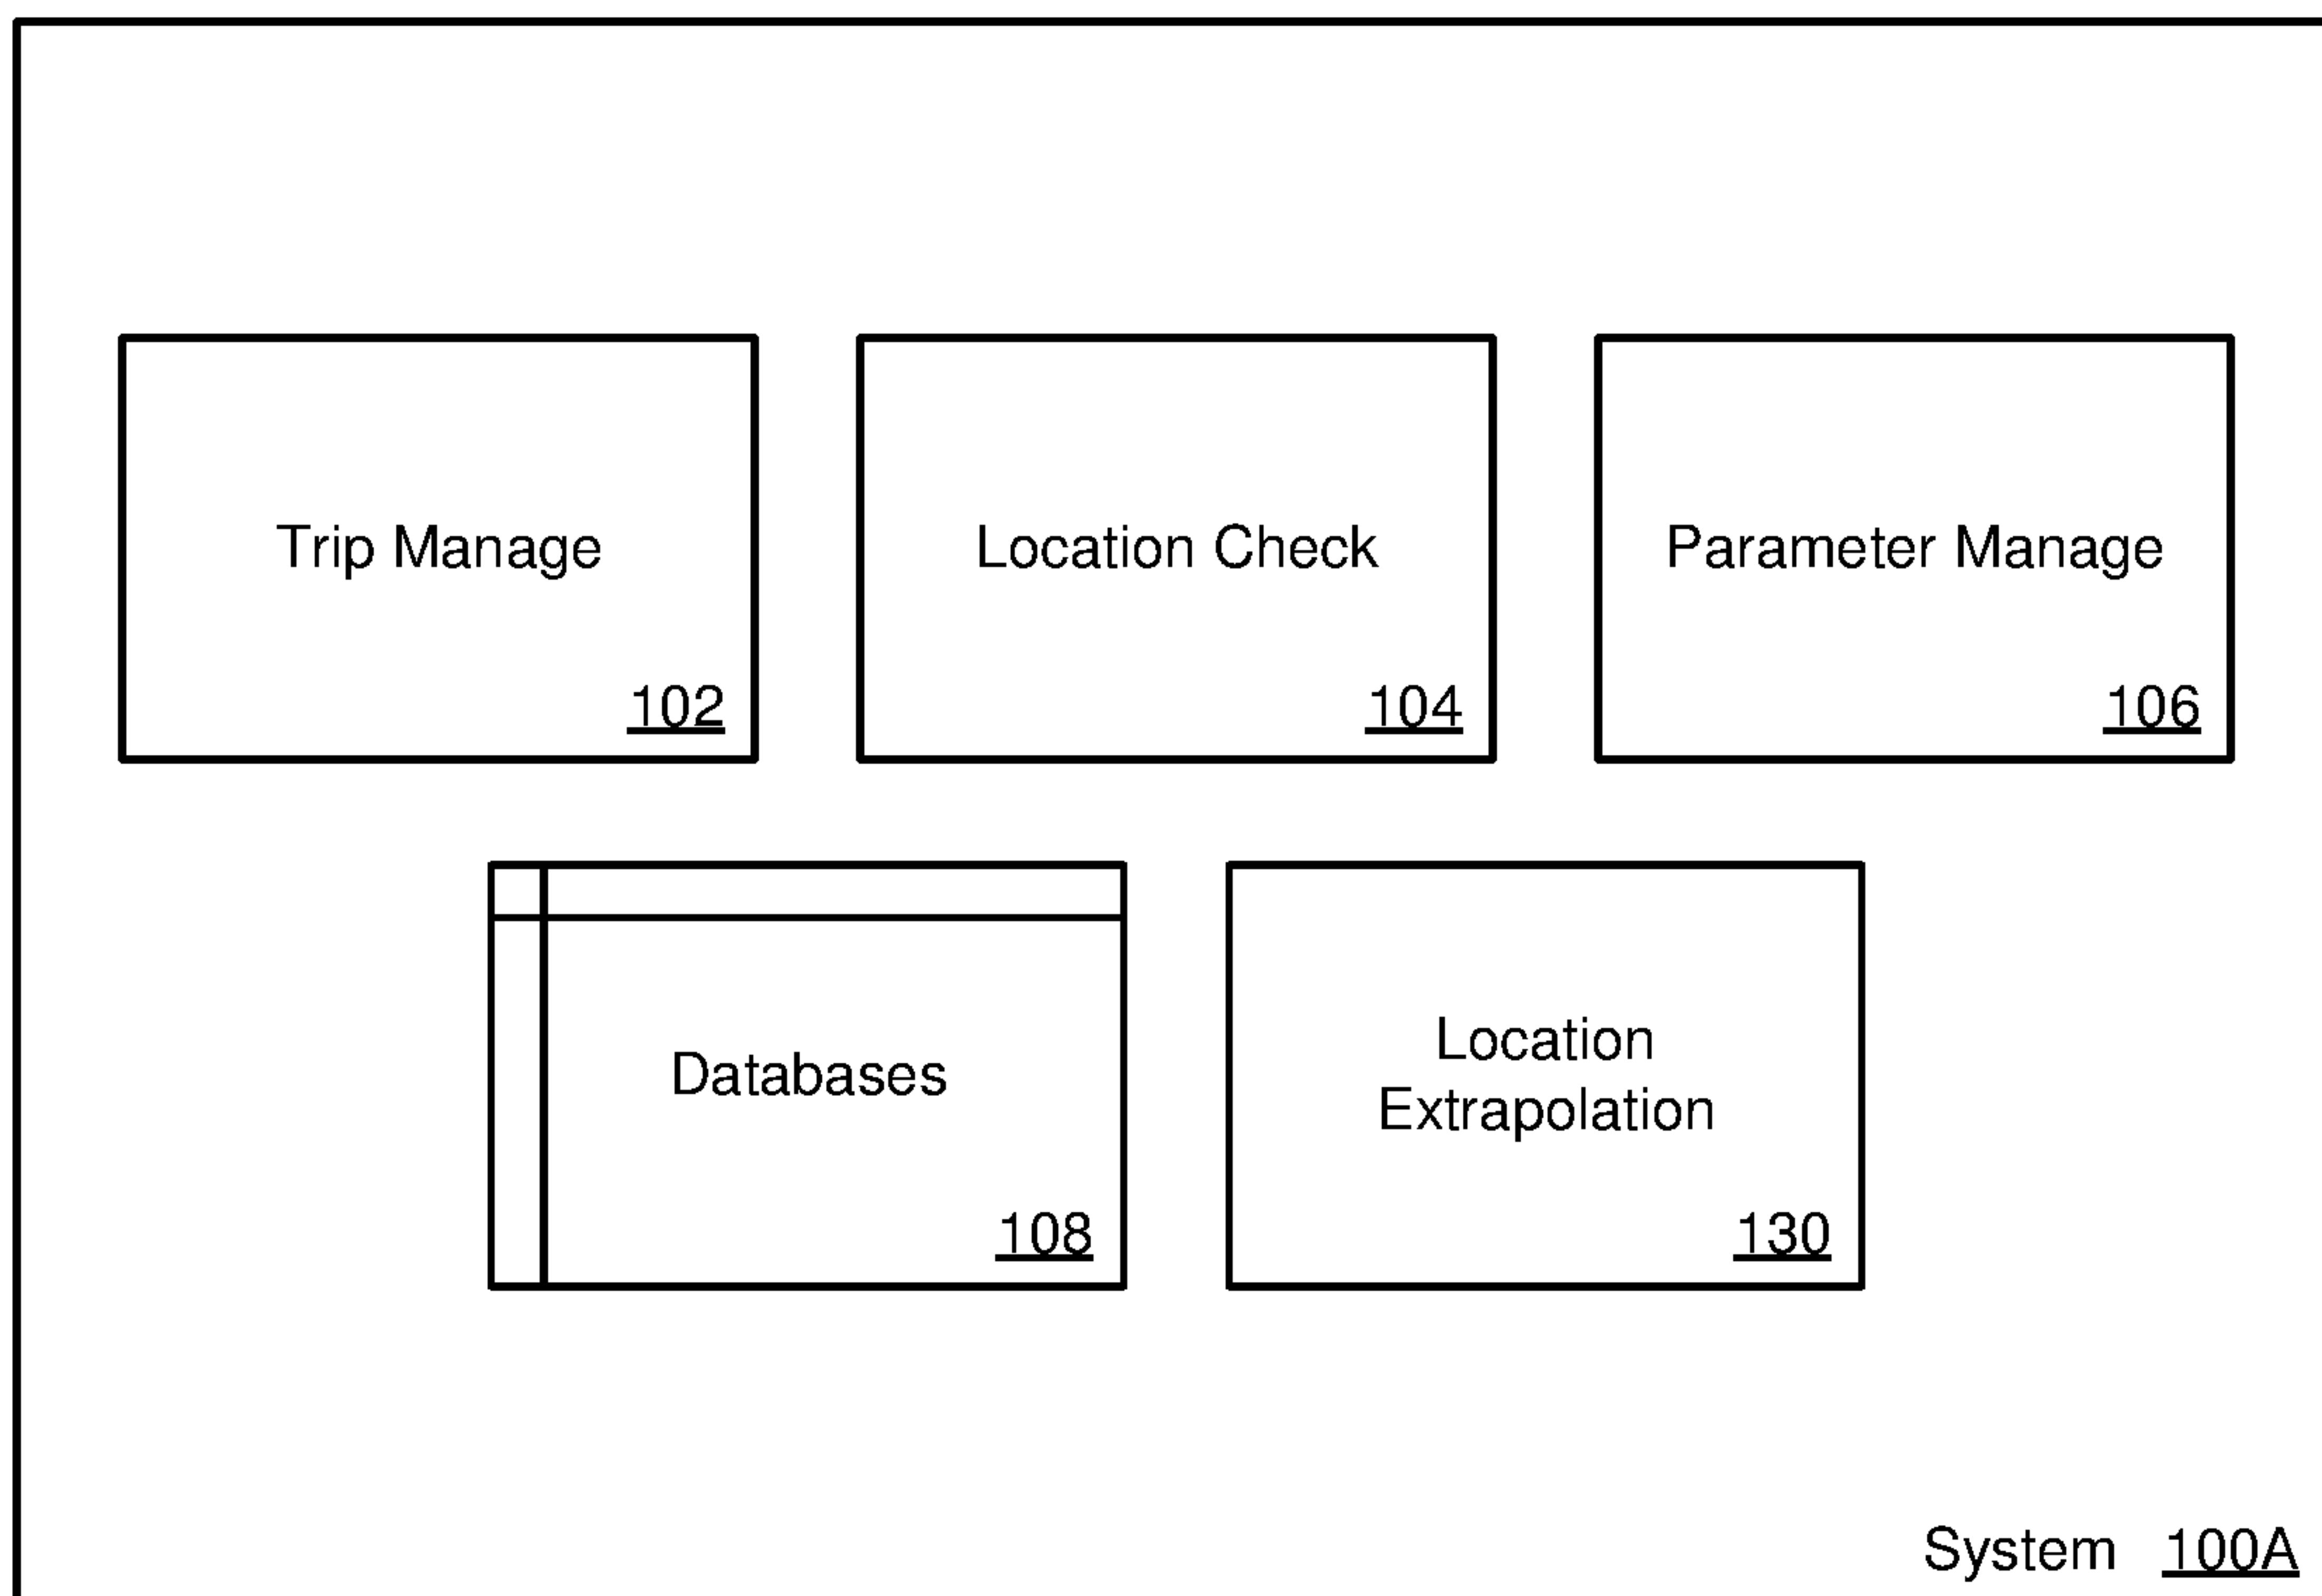 Trip Manage
102
Location Check
104
Parameter Manage
106
Databases
108
Location
Extrapolation
130
System 100A